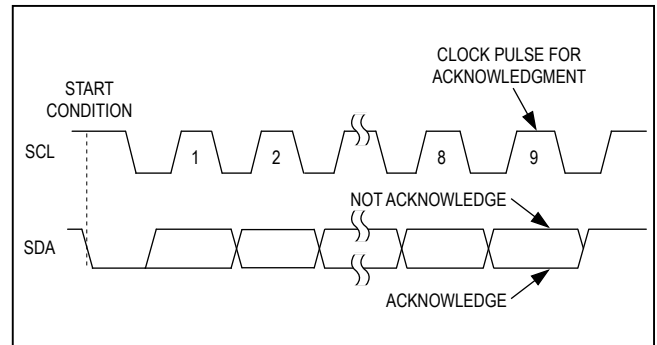 CLOCK PULSE FOR
ACKNOWLEDGMENT
START
CONDITION
SCL
1
2
8
9
NOT ACKNOWLEDGE
SDA
ACKNOWLEDGE